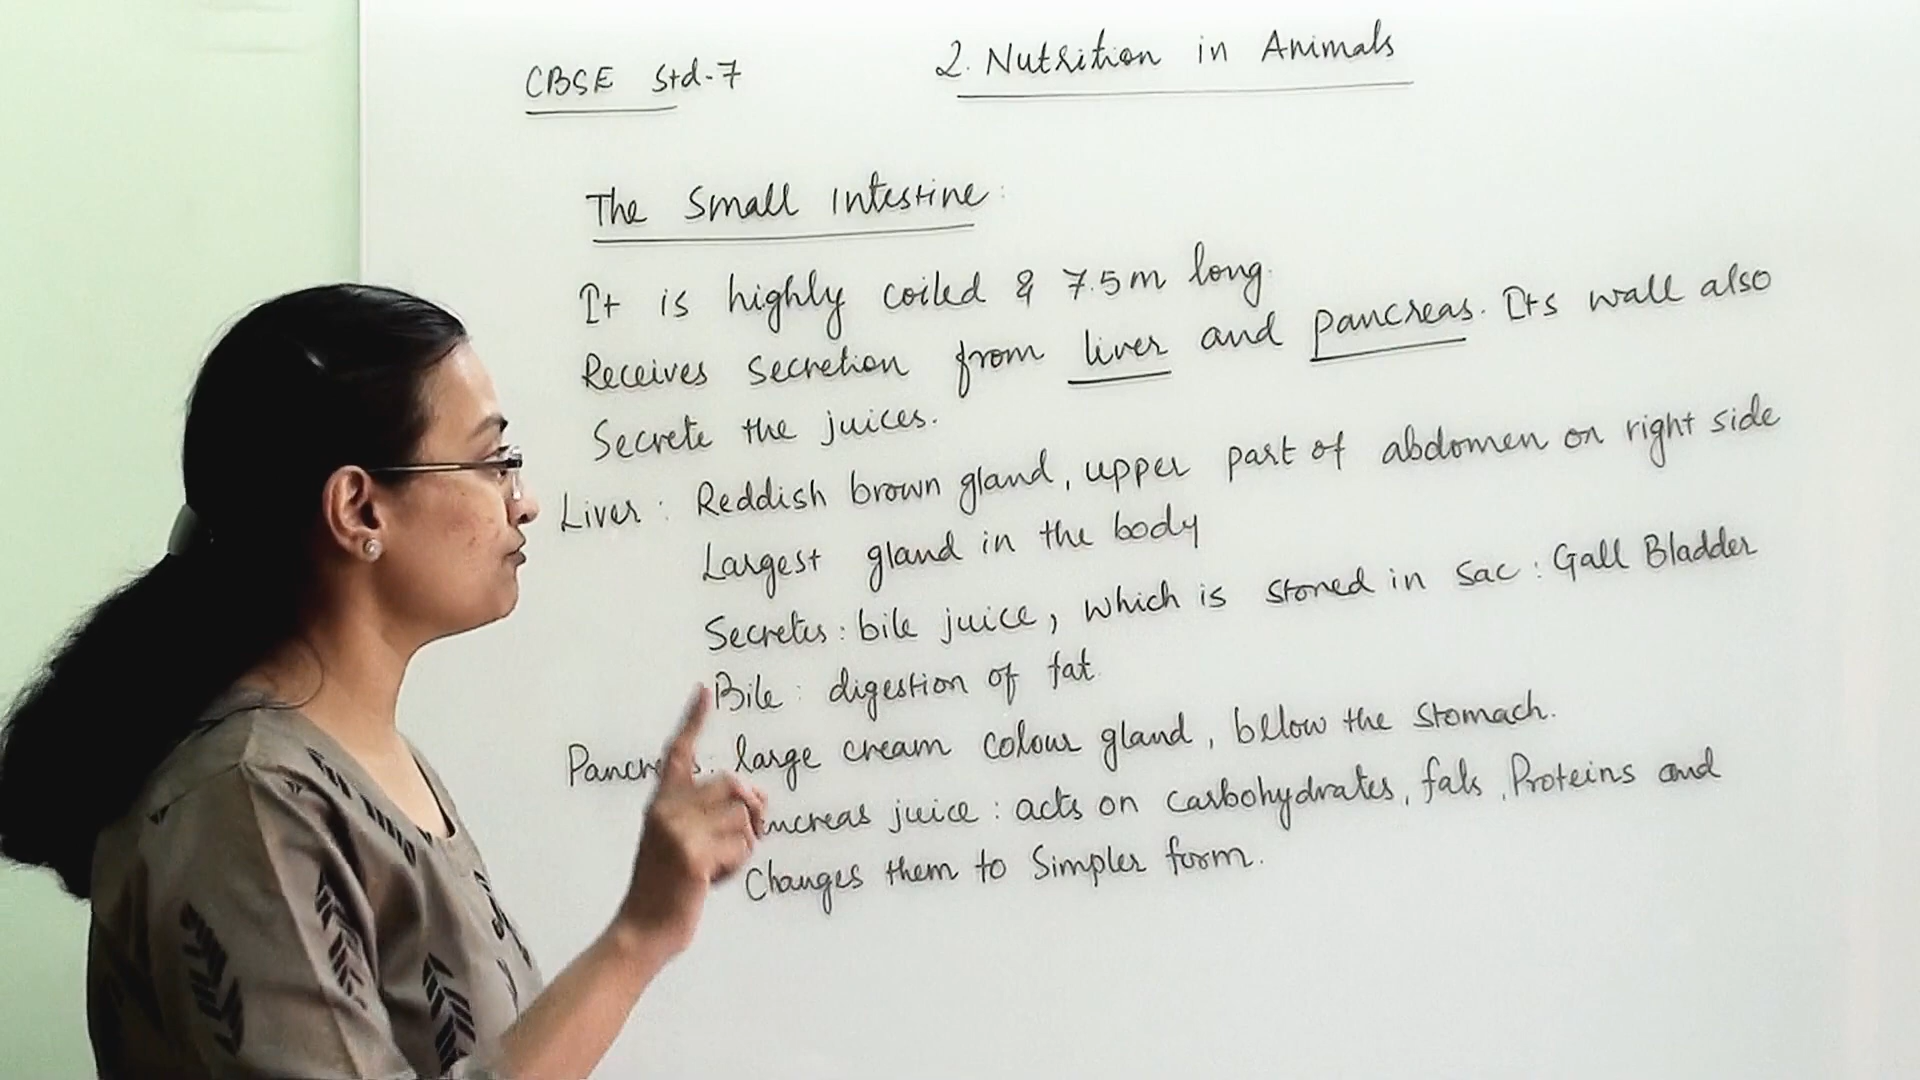 CBSE Std-7
2. Nutrition in Animals
The Small Intestine:
It is highly coiled & 7.5m long.
Receives secretion from liver and pancreas. Its wall also
Secrete the juices.
Liver: Reddish brown gland, upper part of abdomen on right side
Largest gland in the body
Secretes: bile juice, which is stored in sac: Gall Bladder
Bile: digestion of fat
large cream colour gland, below the stomach.
juice: acts on carbohydrates, fats, Proteins and
Changes them to Simpler form.